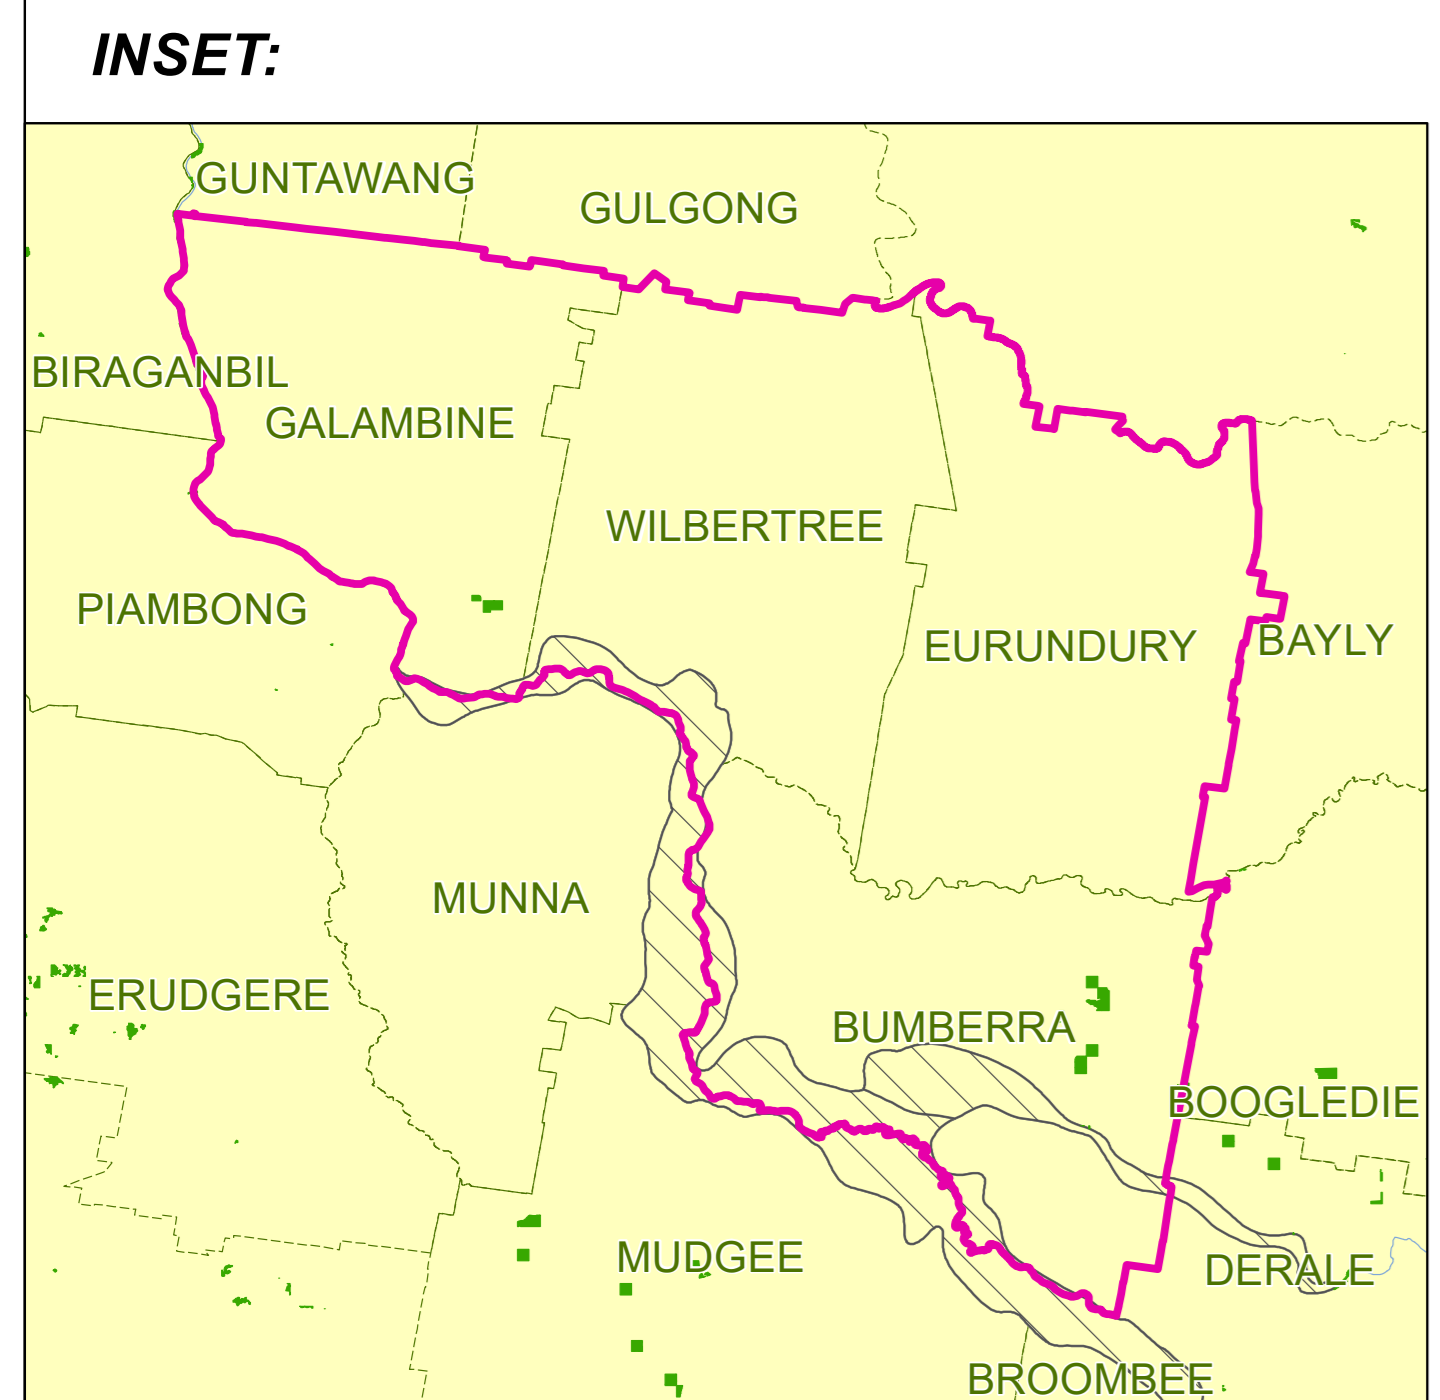 INSET:
GUNTAWANG
GULGONG
BIRAGANBIL
GALAMBINE
WILBERTREE
PIAMBONG
EURUNDURY
BAYLY
MUNNA
ERUDGERE
BUMBERRA
BOOGLEDIE
MUDGEE
DERALE
BROOMBEE